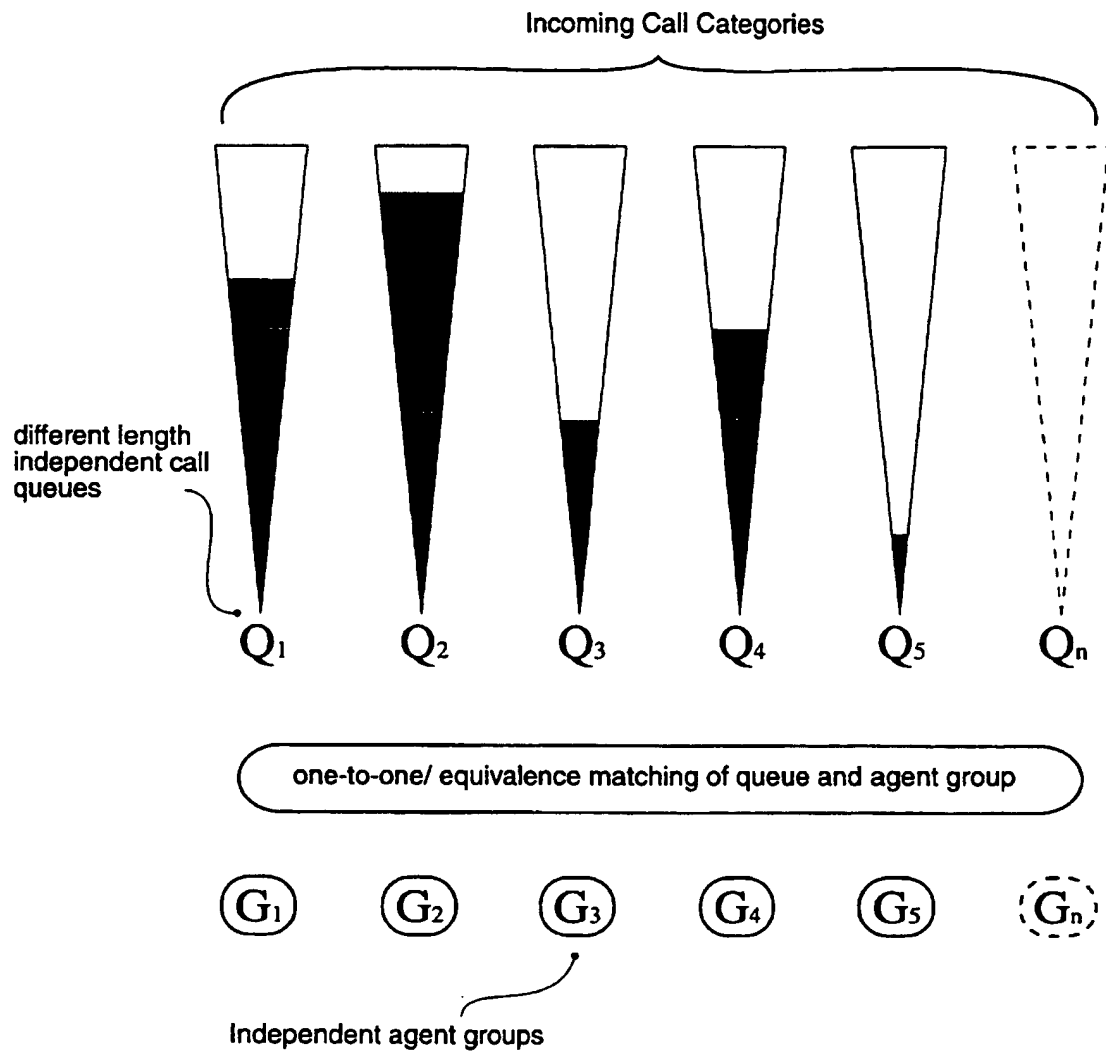 Incoming Call Categories
different length
independent call
queues
Q1 Q2 Q3 Q4 Q5 Qn
one-to-one/ equivalence matching of queue and agent group
G1 G2 G3 G4 G5 Gn
Independent agent groups